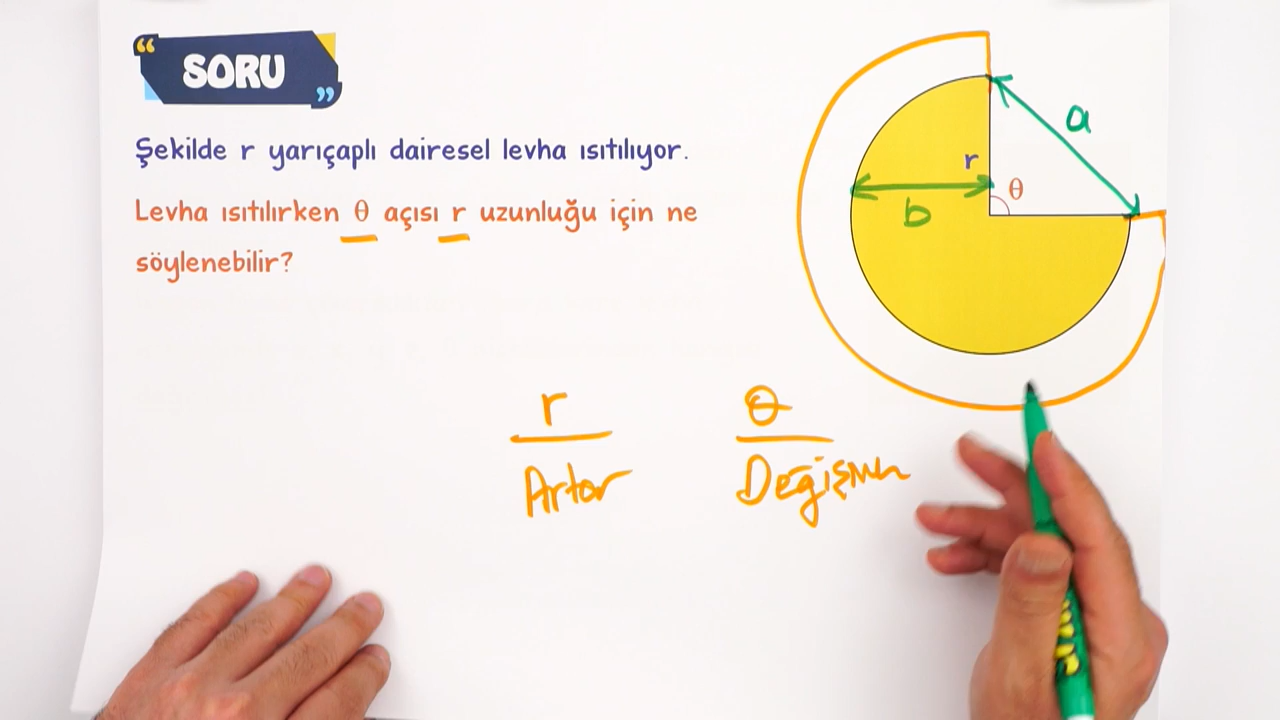 “ SORU ”
Şekilde r yarıçaplı dairesel levha ısıtılıyor.
Levha ısıtılırken θ açısı r uzunluğu için ne
söylenebilir?
a
r
θ
b
r
θ
Artar
Değişmez